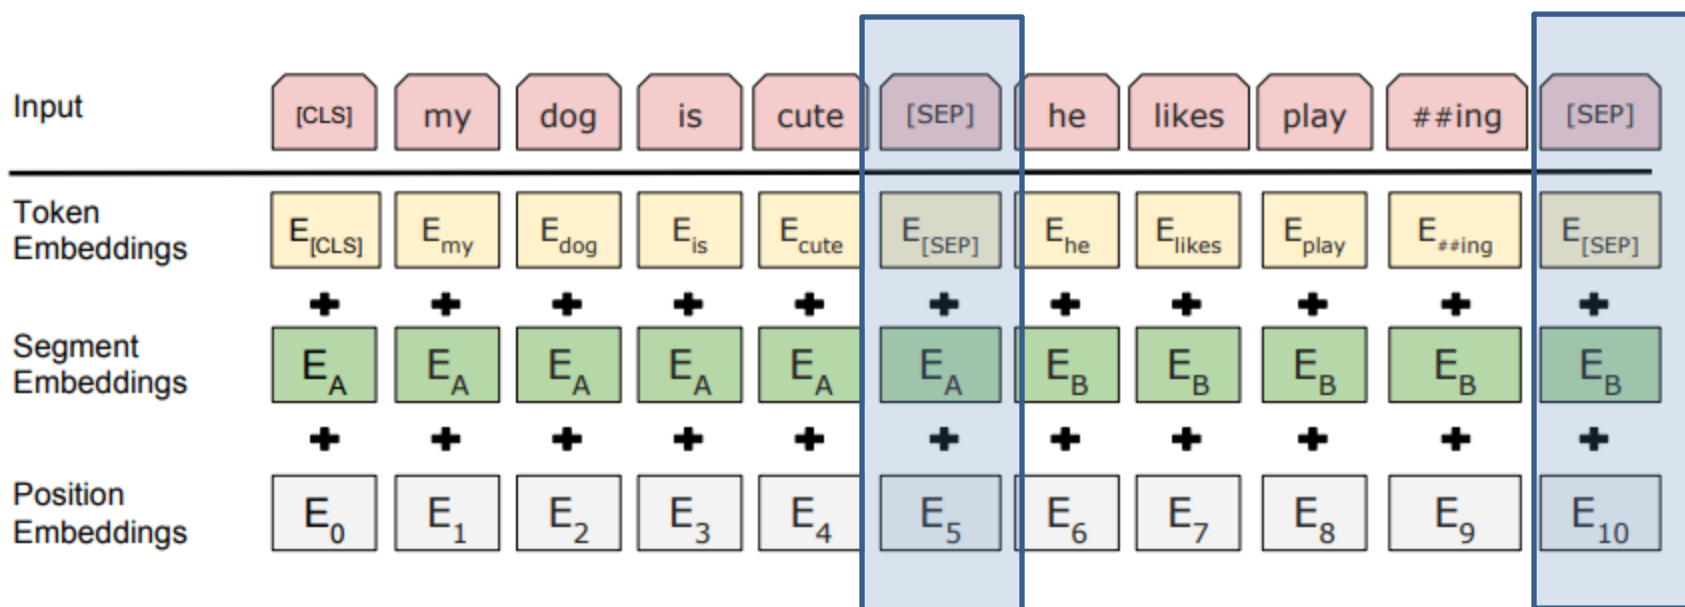 Input [CLS] my dog is cute [SEP] he likes play ##ing [SEP]
Token Embeddings E[CLS] Emy Edog Eis Ecute E[SEP] Ehe Elikes Eplay E##ing E[SEP]
+ + + + + + + + + + +
Segment Embeddings EA EA EA EA EA EA EB EB EB EB EB
+ + + + + + + + + + +
Position Embeddings E0 E1 E2 E3 E4 E5 E6 E7 E8 E9 E10